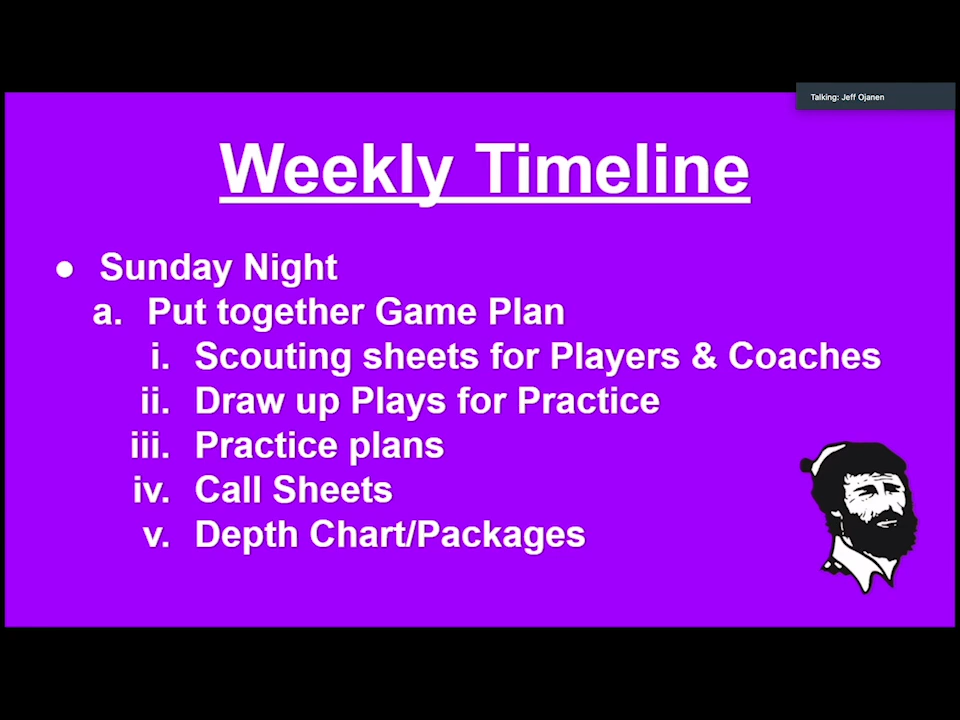 Talking: Jeff Ojanen
Weekly Timeline
● Sunday Night
a. Put together Game Plan
i. Scouting sheets for Players & Coaches
ii. Draw up Plays for Practice
iii. Practice plans
iv. Call Sheets
v. Depth Chart/Packages